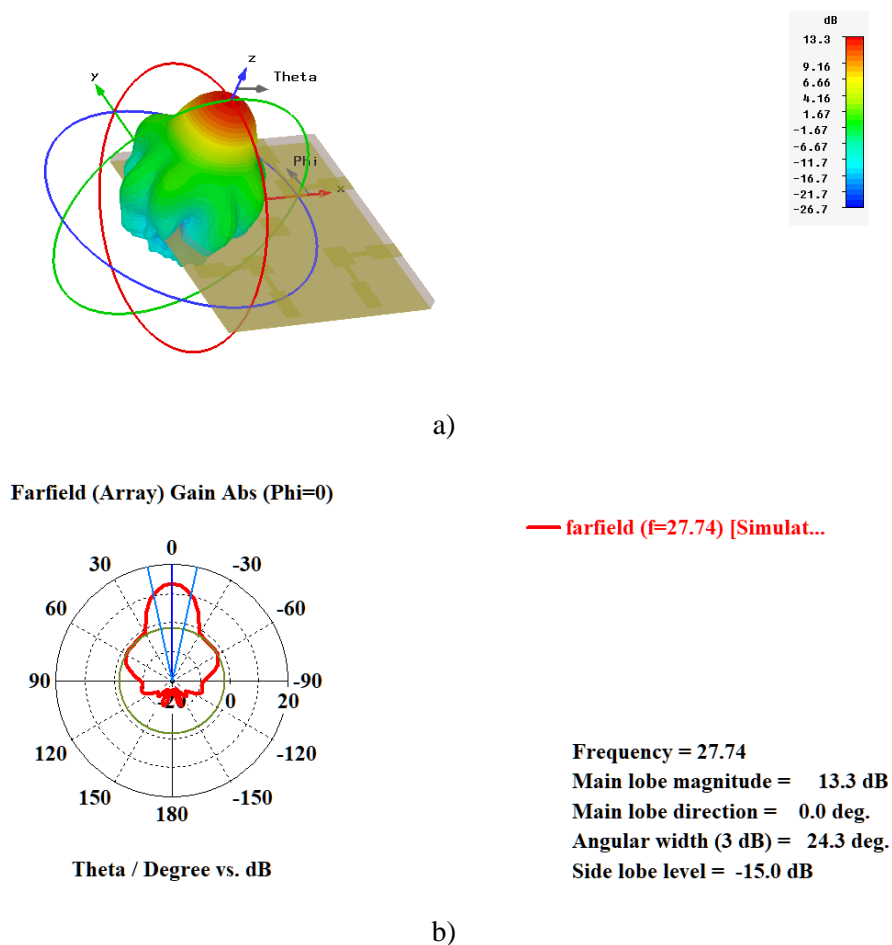 dB
13.3
9.16
6.66
4.16
1.67
-1.67
-6.67
-11.7
-16.7
-21.7
-26.7
z
y
Theta
Phi
x
a)
Farfield (Array) Gain Abs (Phi=0)
farfield (f=27.74) [Simulat...
0
30 -30
60 -60
90 -20 0 20 -90
120 -120
150 -150
180
Theta / Degree vs. dB
Frequency = 27.74
Main lobe magnitude = 13.3 dB
Main lobe direction = 0.0 deg.
Angular width (3 dB) = 24.3 deg.
Side lobe level = -15.0 dB
b)